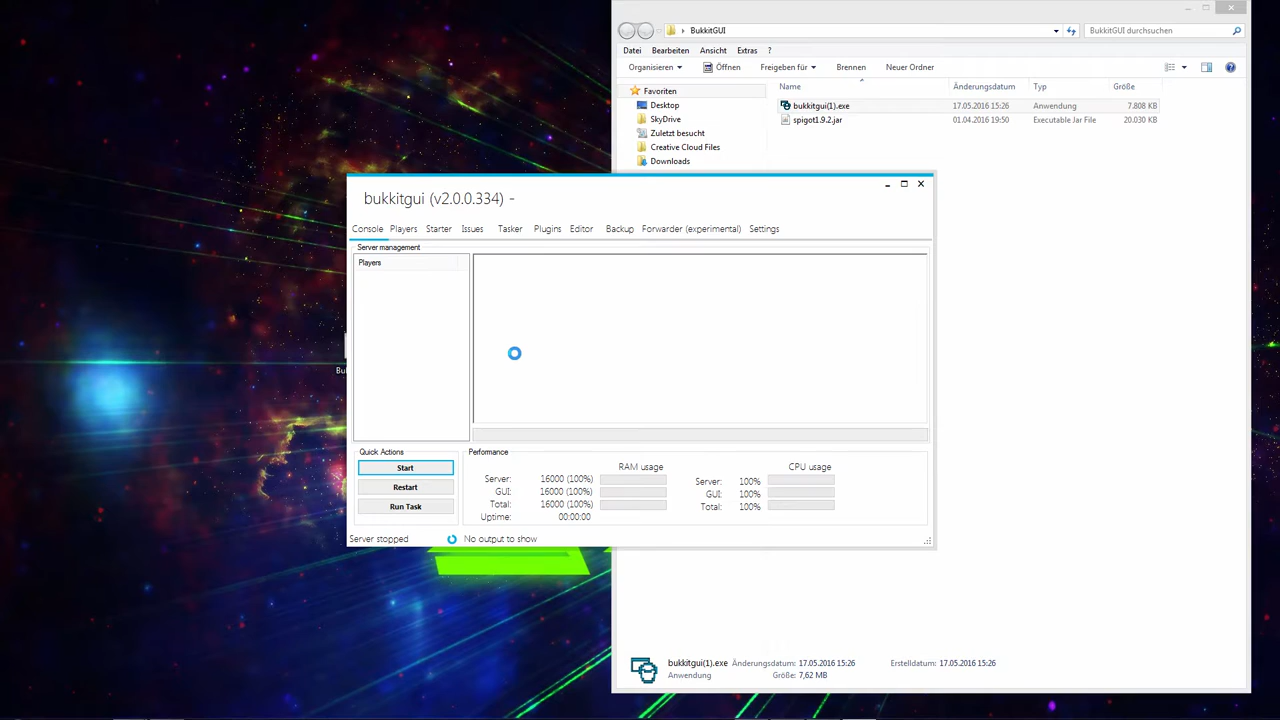 BukkitGUI
BukkitGUI durchsuchen
Datei Bearbeiten Ansicht Extras ?
Organisieren Öffnen Freigeben für Brennen Neuer Ordner
Favoriten
Desktop
SkyDrive
Zuletzt besucht
Creative Cloud Files
Downloads
Name Änderungsdatum Typ Größe
bukkitgui(1).exe 17.05.2016 15:26 Anwendung 7.808 KB
spigot1.9.2.jar 01.04.2016 19:50 Executable Jar File 20.030 KB
bukkitgui (v2.0.0.334) -
Console Players Starter Issues Tasker Plugins Editor Backup Forwarder (experimental) Settings
Server management
Players
Quick Actions
Start
Restart
Run Task
Performance
RAM usage CPU usage
Server: 16000 (100%) Server: 100%
GUI: 16000 (100%) GUI: 100%
Total: 16000 (100%) Total: 100%
Uptime: 00:00:00
Server stopped No output to show
bukkitgui(1).exe Änderungsdatum: 17.05.2016 15:26 Erstelldatum: 17.05.2016 15:26
Anwendung Größe: 7,62 MB